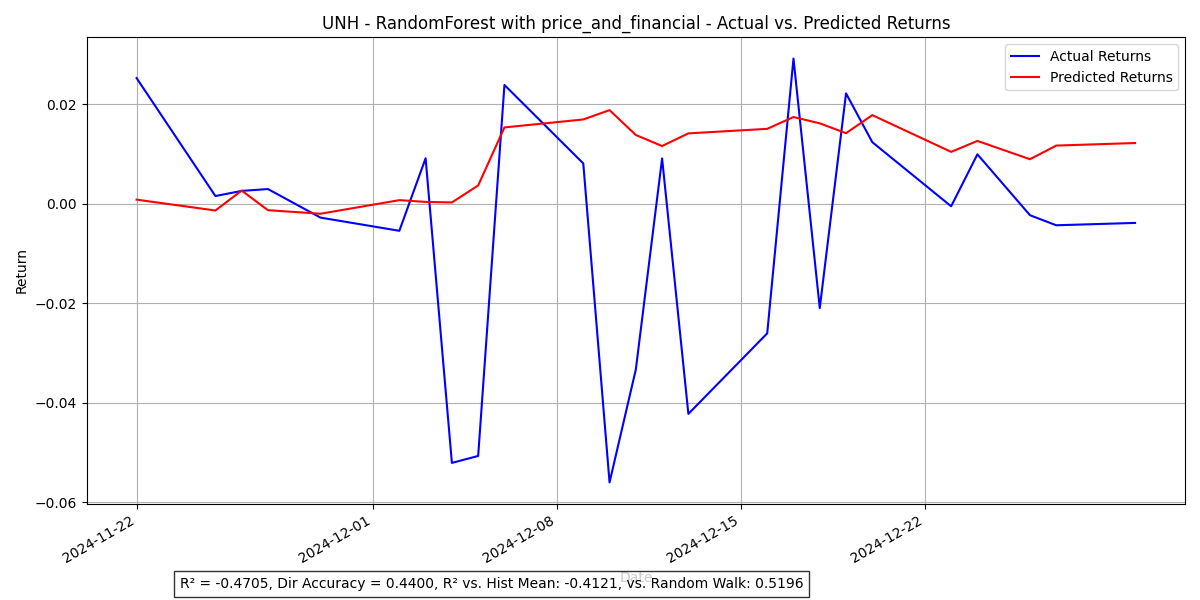 UNH - RandomForest with price_and_financial - Actual vs. Predicted Returns
Actual Returns
Predicted Returns
Return
0.02
0.00
−0.02
−0.04
−0.06
2024-11-22
2024-12-01
2024-12-08
2024-12-15
2024-12-22
Date
R² = -0.4705, Dir Accuracy = 0.4400, R² vs. Hist Mean: -0.4121, vs. Random Walk: 0.5196